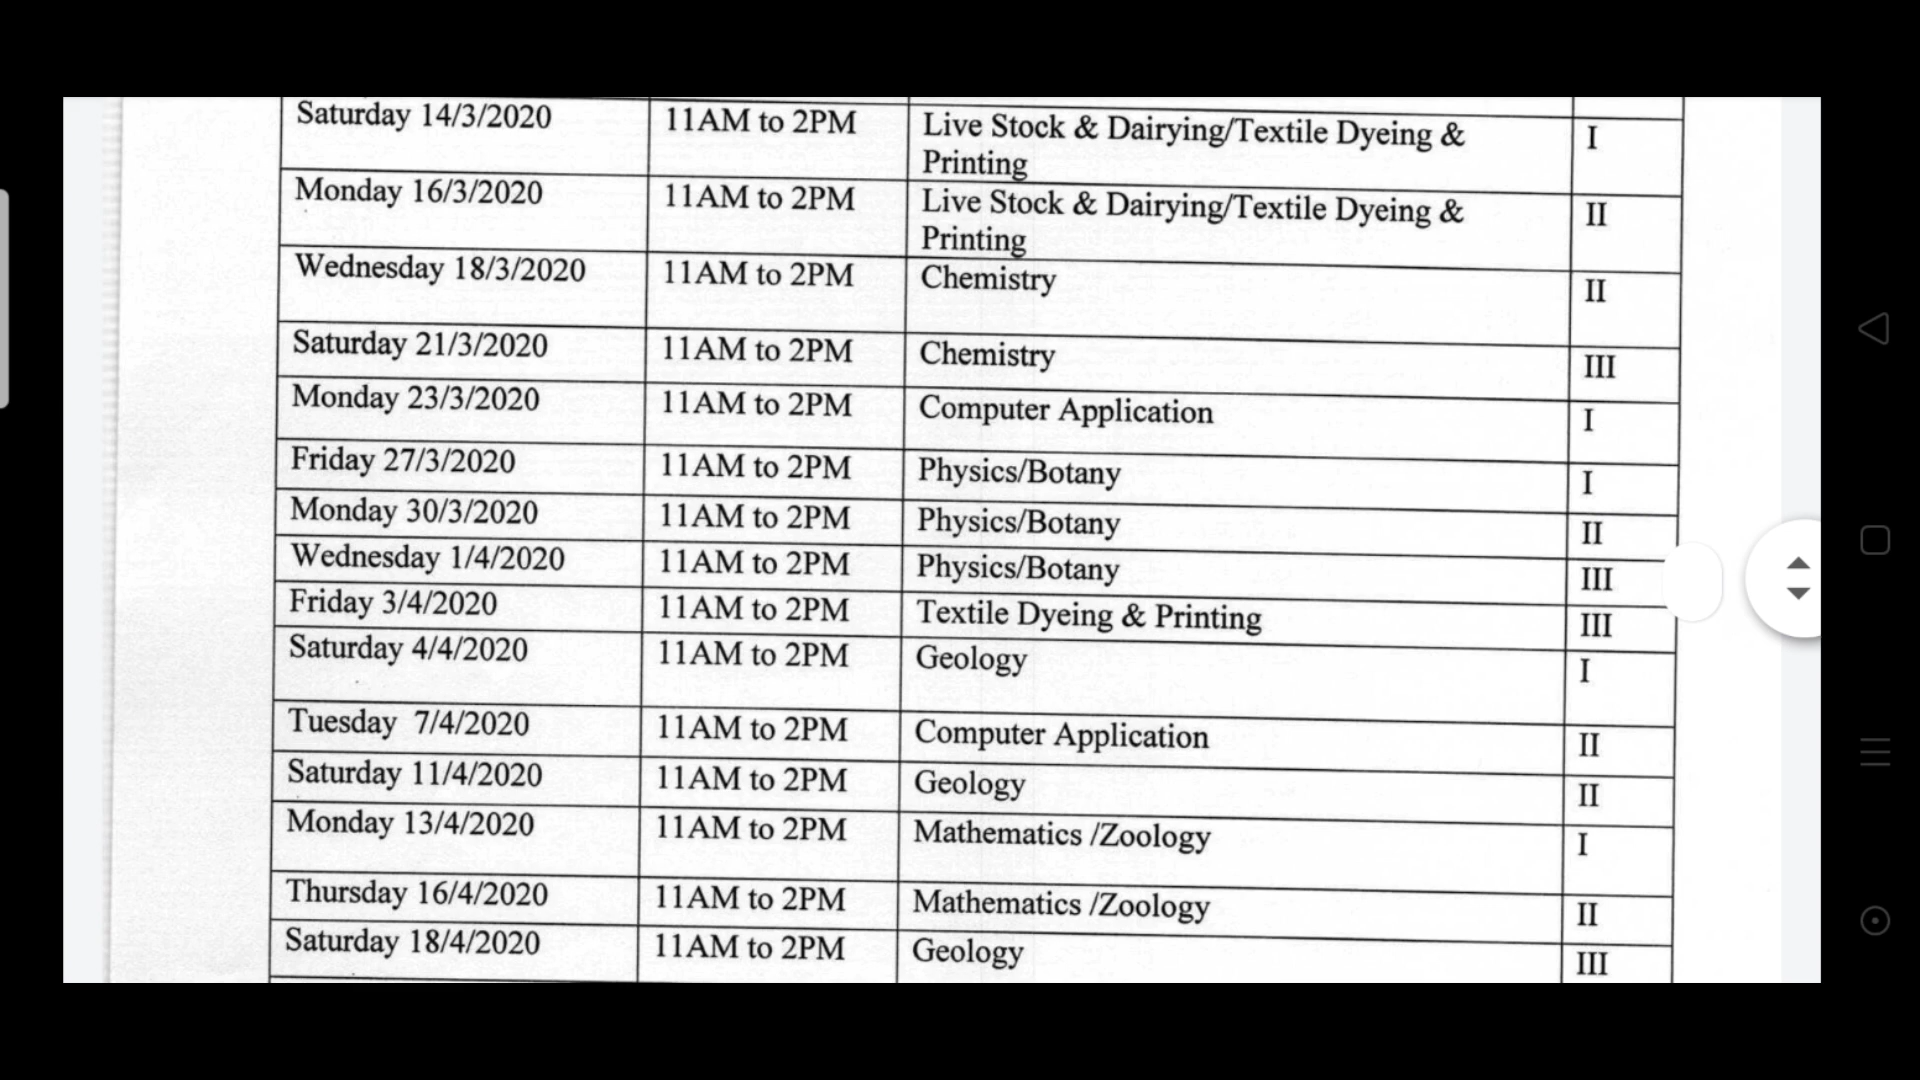 Saturday 14/3/2020 11AM to 2PM Live Stock & Dairying/Textile Dyeing & I
Printing
Monday 16/3/2020 11AM to 2PM Live Stock & Dairying/Textile Dyeing & II
Printing
Wednesday 18/3/2020 11AM to 2PM Chemistry II
Saturday 21/3/2020 11AM to 2PM Chemistry III
Monday 23/3/2020 11AM to 2PM Computer Application I
Friday 27/3/2020 11AM to 2PM Physics/Botany I
Monday 30/3/2020 11AM to 2PM Physics/Botany II
Wednesday 1/4/2020 11AM to 2PM Physics/Botany III
Friday 3/4/2020 11AM to 2PM Textile Dyeing & Printing III
Saturday 4/4/2020 11AM to 2PM Geology I
Tuesday 7/4/2020 11AM to 2PM Computer Application II
Saturday 11/4/2020 11AM to 2PM Geology II
Monday 13/4/2020 11AM to 2PM Mathematics /Zoology I
Thursday 16/4/2020 11AM to 2PM Mathematics /Zoology II
Saturday 18/4/2020 11AM to 2PM Geology III